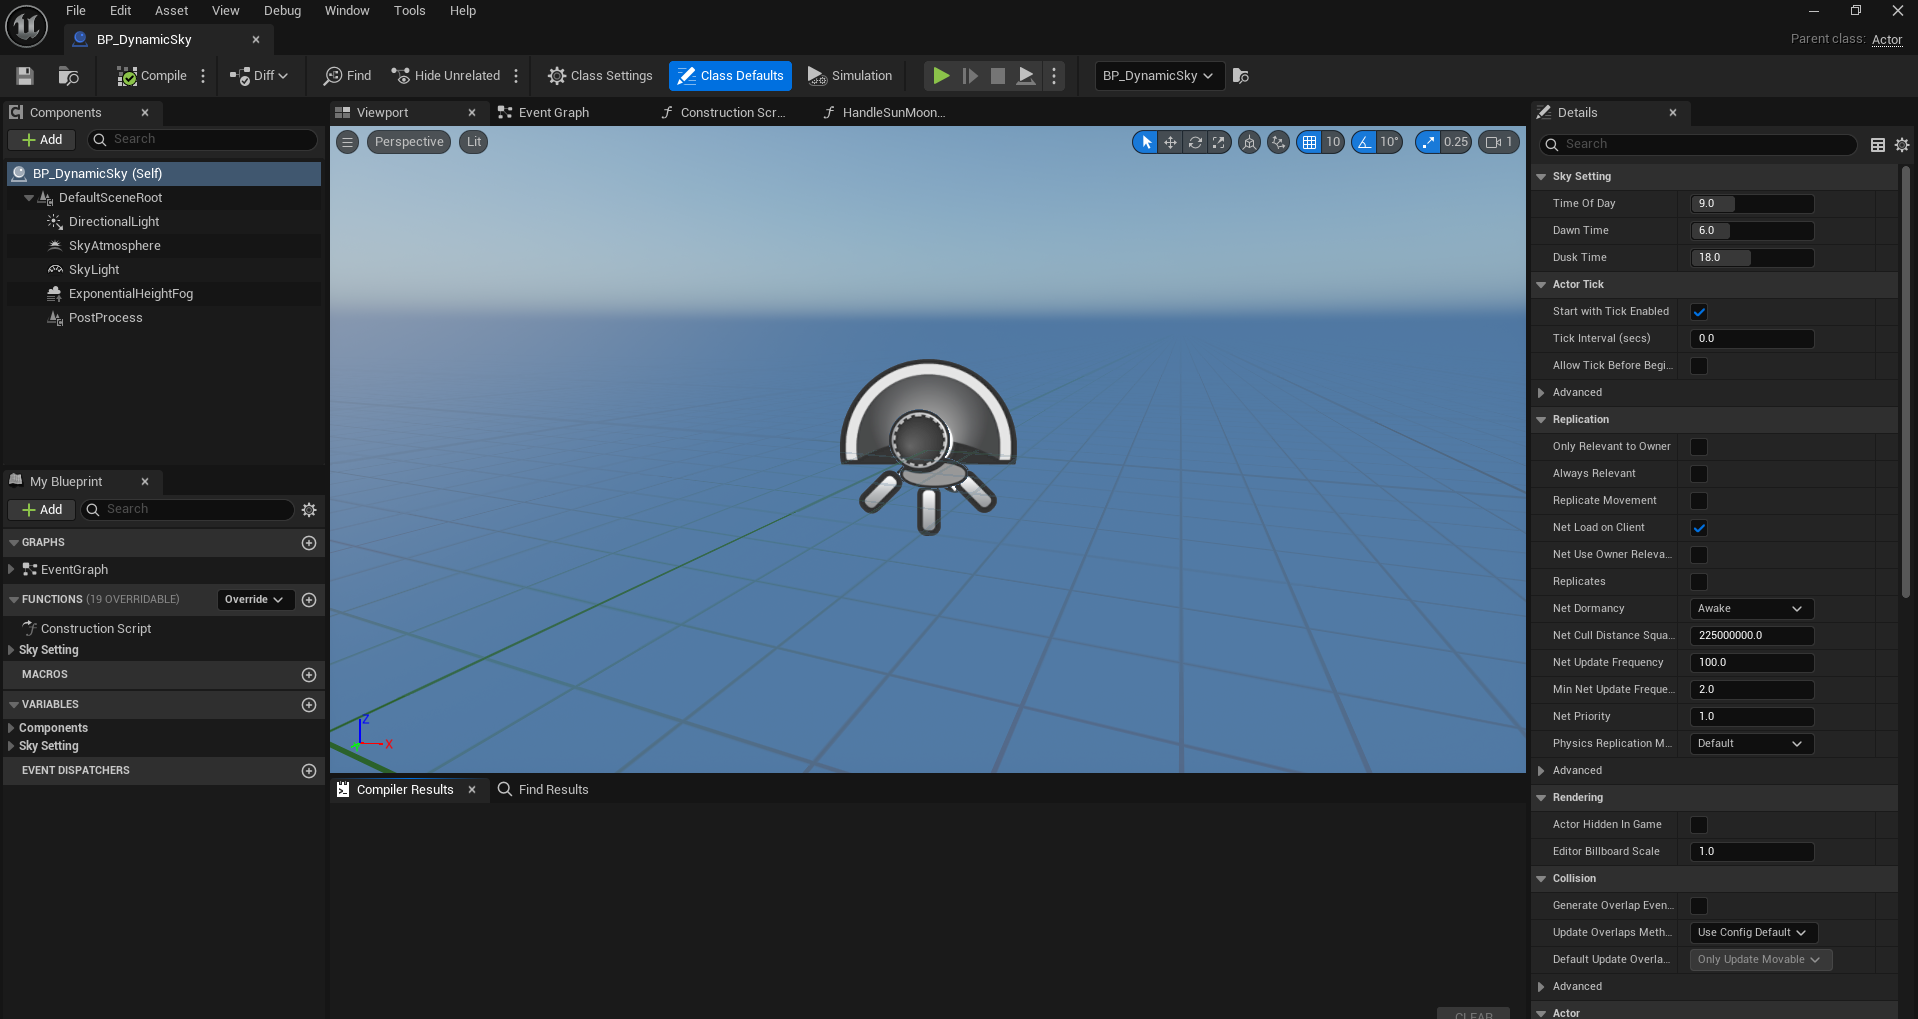 File Edit Asset View Debug Window Tools Help
BP_DynamicSky
Parent class: Actor
Compile
Diff
Find
Hide Unrelated
Class Settings
Class Defaults
Simulation
BP_DynamicSky
Components
Add
Search
BP_DynamicSky (Self)
DefaultSceneRoot
DirectionalLight
SkyAtmosphere
SkyLight
ExponentialHeightFog
PostProcess
My Blueprint
Add
Search
GRAPHS
EventGraph
FUNCTIONS (19 OVERRIDABLE)
Override
Construction Script
Sky Setting
MACROS
VARIABLES
Components
Sky Setting
EVENT DISPATCHERS
Viewport
Event Graph
Construction Scr...
HandleSunMoon...
Perspective
Lit
10
10°
0.25
1
Z
X
Compiler Results
Find Results
CLEAR
Details
Search
Sky Setting
Time Of Day 9.0
Dawn Time 6.0
Dusk Time 18.0
Actor Tick
Start with Tick Enabled
Tick Interval (secs) 0.0
Allow Tick Before Begi...
Advanced
Replication
Only Relevant to Owner
Always Relevant
Replicate Movement
Net Load on Client
Net Use Owner Releva...
Replicates
Net Dormancy Awake
Net Cull Distance Squa... 225000000.0
Net Update Frequency 100.0
Min Net Update Freque... 2.0
Net Priority 1.0
Physics Replication M... Default
Advanced
Rendering
Actor Hidden In Game
Editor Billboard Scale 1.0
Collision
Generate Overlap Even...
Update Overlaps Meth... Use Config Default
Default Update Overla... Only Update Movable
Advanced
Actor